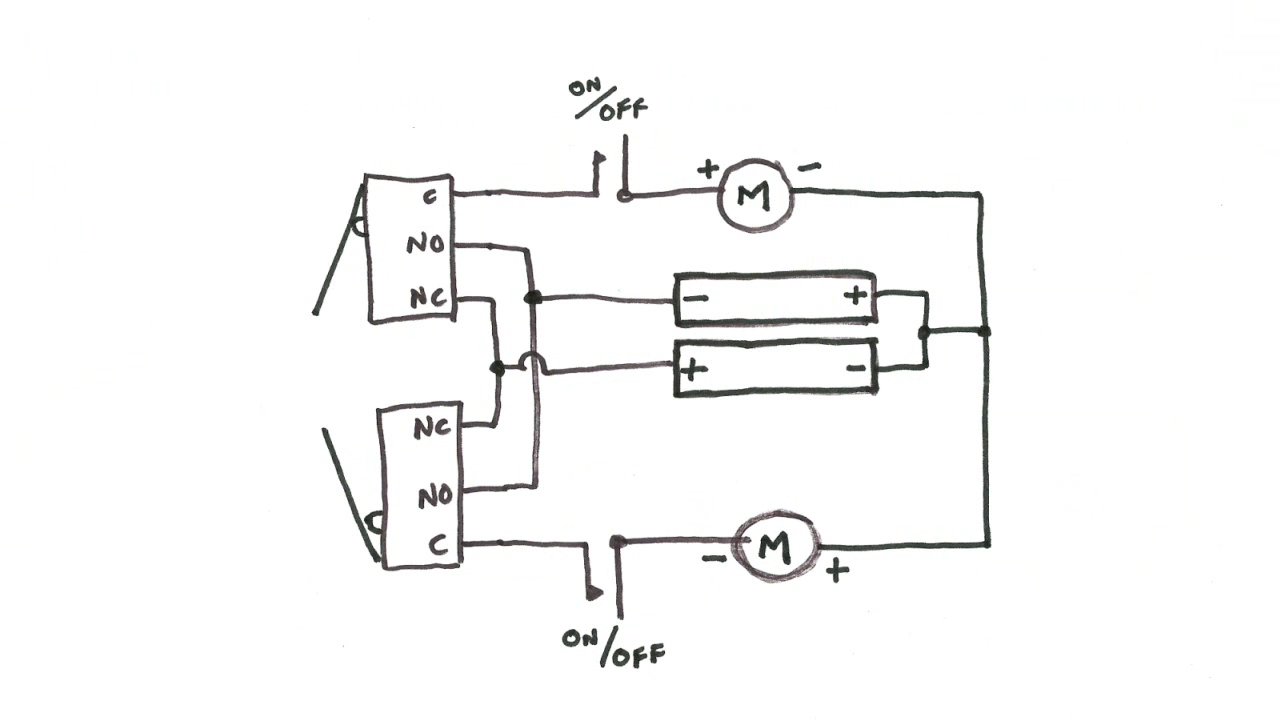 ON
/OFF
+ M -
C
NO
NC
- +
+ -
NC
NO
C
- M +
ON
/OFF